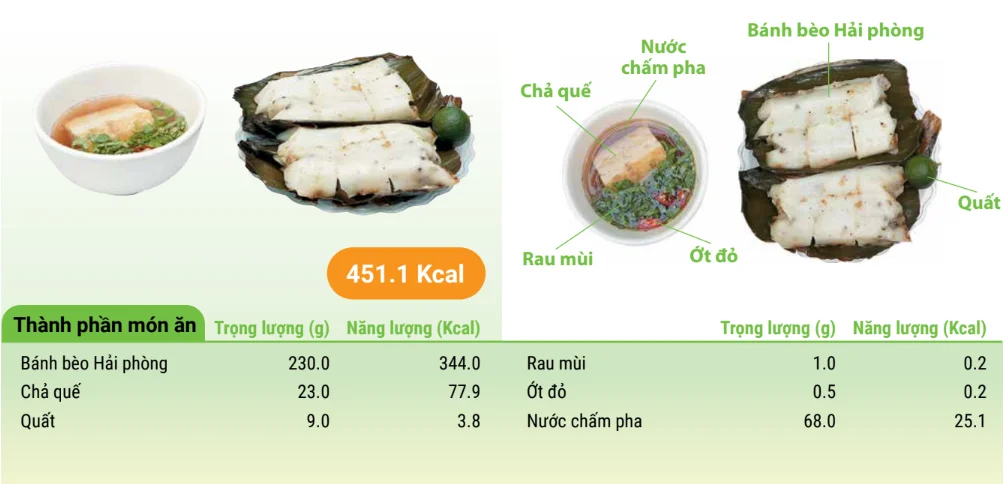 Bánh bèo Hải phòng
Nước
chấm pha
Chả quế
Quất
Rau mùi
Ớt đỏ
451.1 Kcal
Thành phần món ăn Trọng lượng (g) Năng lượng (Kcal) Trọng lượng (g) Năng lượng (Kcal)
Bánh bèo Hải phòng 230.0 344.0 Rau mùi 1.0 0.2
Chả quế 23.0 77.9 Ớt đỏ 0.5 0.2
Quất 9.0 3.8 Nước chấm pha 68.0 25.1